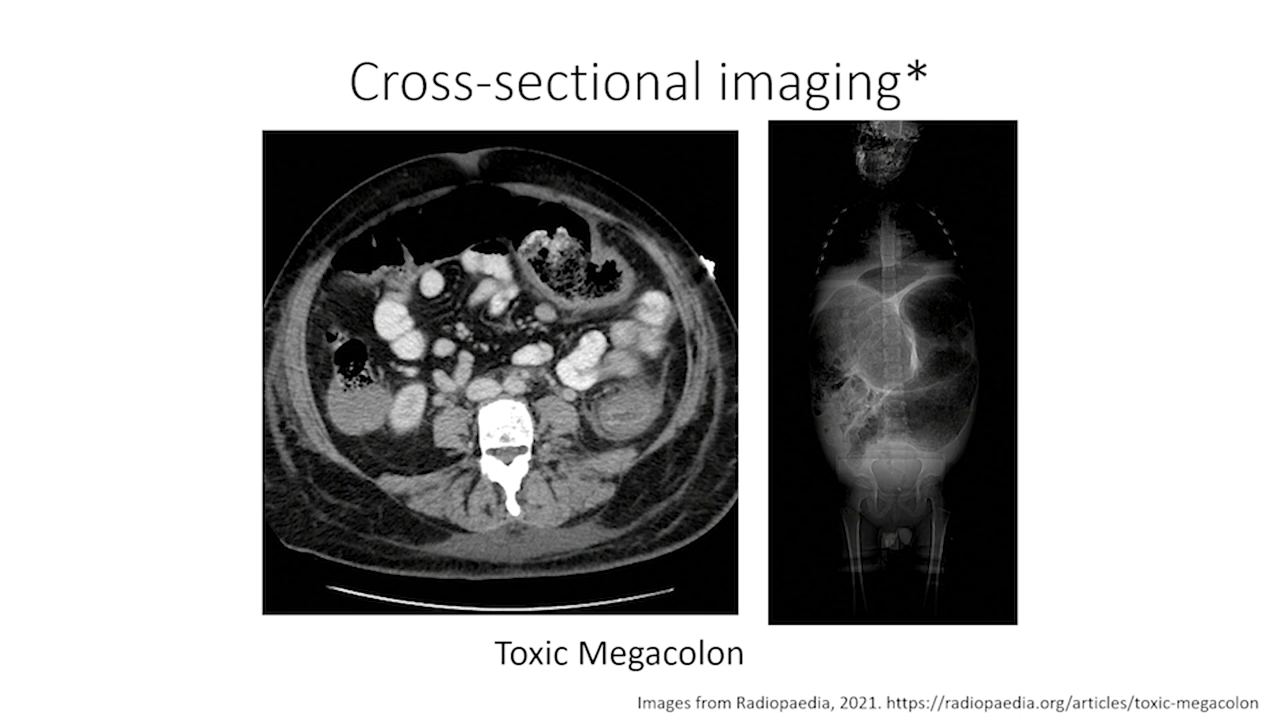 Cross-sectional imaging*
Toxic Megacolon
Images from Radiopaedia, 2021. https://radiopaedia.org/articles/toxic-megacolon